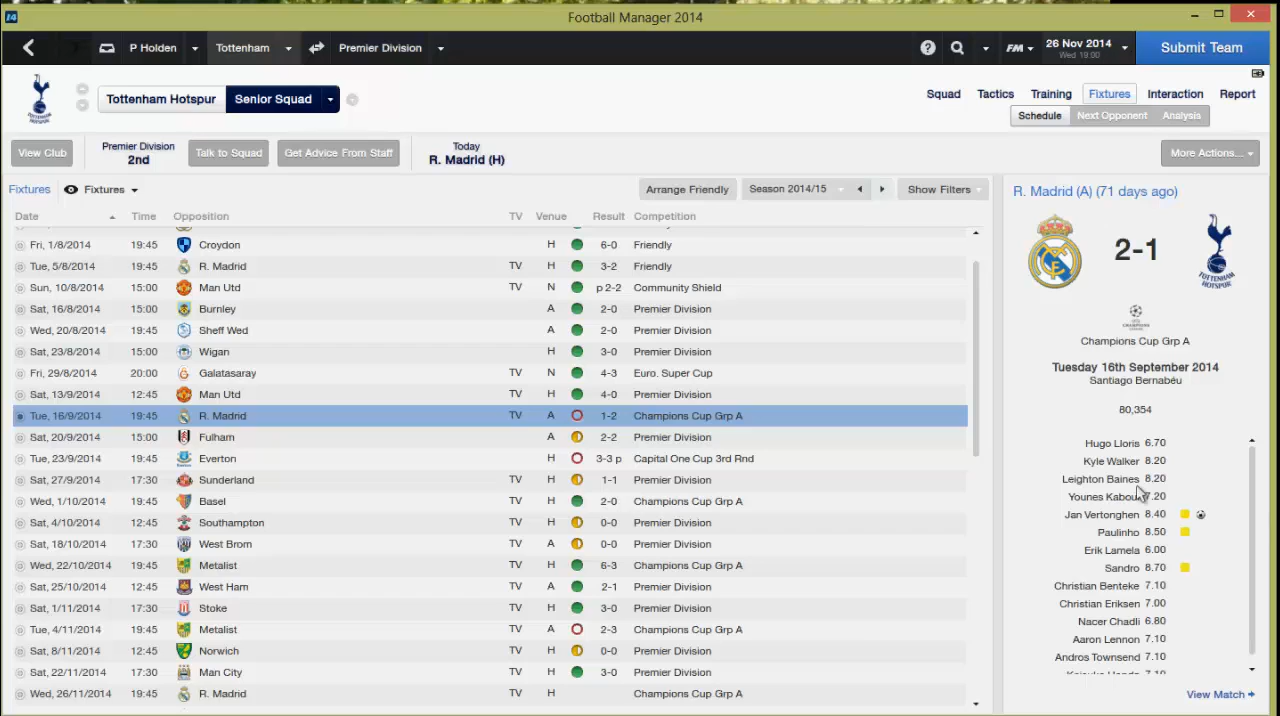 14 Football Manager 2014
P Holden Tottenham Premier Division FM 26 Nov 2014 Submit Team
Wed 19:00
Tottenham Hotspur Senior Squad Squad Tactics Training Fixtures Interaction Report
Schedule Next Opponent Analysis
View Club Premier Division 2nd Talk to Squad Get Advice From Staff Today R. Madrid (H) More Actions...
Fixtures Fixtures Arrange Friendly Season 2014/15 Show Filters
Date Time Opposition TV Venue Result Competition
Fri, 1/8/2014 19:45 Croydon H 6-0 Friendly
Tue, 5/8/2014 19:45 R. Madrid TV H 3-2 Friendly
Sun, 10/8/2014 15:00 Man Utd TV N p 2-2 Community Shield
Sat, 16/8/2014 15:00 Burnley A 2-0 Premier Division
Wed, 20/8/2014 19:45 Sheff Wed A 2-0 Premier Division
Sat, 23/8/2014 15:00 Wigan H 3-0 Premier Division
Fri, 29/8/2014 20:00 Galatasaray TV N 4-3 Euro. Super Cup
Sat, 13/9/2014 12:45 Man Utd TV H 4-0 Premier Division
Tue, 16/9/2014 19:45 R. Madrid TV A 1-2 Champions Cup Grp A
Sat, 20/9/2014 15:00 Fulham A 2-2 Premier Division
Tue, 23/9/2014 19:45 Everton H 3-3 p Capital One Cup 3rd Rnd
Sat, 27/9/2014 17:30 Sunderland TV H 1-1 Premier Division
Wed, 1/10/2014 19:45 Basel TV H 2-0 Champions Cup Grp A
Sat, 4/10/2014 12:45 Southampton TV H 0-0 Premier Division
Sat, 18/10/2014 12:45 West Brom TV A 0-0 Premier Division
Wed, 22/10/2014 19:45 Metalist TV H 6-3 Champions Cup Grp A
Sat, 25/10/2014 12:45 West Ham TV A 2-1 Premier Division
Sat, 1/11/2014 17:30 Stoke TV H 3-0 Premier Division
Tue, 4/11/2014 19:45 Metalist TV A 2-3 Champions Cup Grp A
Sat, 8/11/2014 12:45 Norwich TV H 0-0 Premier Division
Sat, 22/11/2014 17:30 Man City TV H 3-0 Premier Division
Wed, 26/11/2014 19:45 R. Madrid TV H Champions Cup Grp A
R. Madrid (A) (71 days ago)
2-1
TOTTENHAM HOTSPUR
Champions Cup Grp A
Tuesday 16th September 2014
Santiago Bernabéu
80,354
Hugo Lloris 6.70
Kyle Walker 8.20
Leighton Baines 8.20
Younes Kabou 7.20
Jan Vertonghen 8.40
Paulinho 8.50
Erik Lamela 6.00
Sandro 8.70
Christian Benteke 7.10
Christian Eriksen 7.00
Nacer Chadli 6.80
Aaron Lennon 7.10
Andros Townsend 7.10
View Match